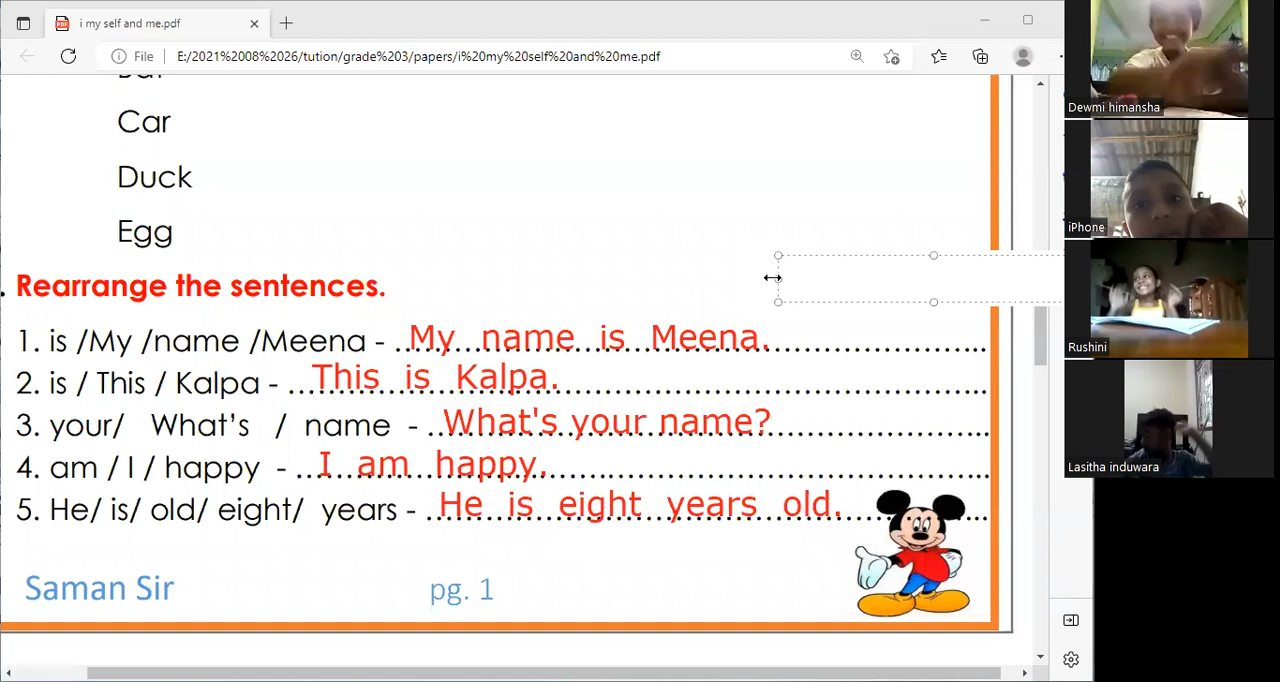 i my self and me.pdf
File E:/2021%2008%2026/tution/grade%203/papers/i%20my%20self%20and%20me.pdf
Car
Duck
Egg
Rearrange the sentences.
1. is /My /name /Meena - My name is Meena.
2. is / This / Kalpa - This is Kalpa.
3. your/ What’s / name - What's your name?
4. am / I / happy - I am happy.
5. He/ is/ old/ eight/ years - He is eight years old.
Saman Sir pg. 1
Dewmi himansha
iPhone
Rushini
Lasitha induwara